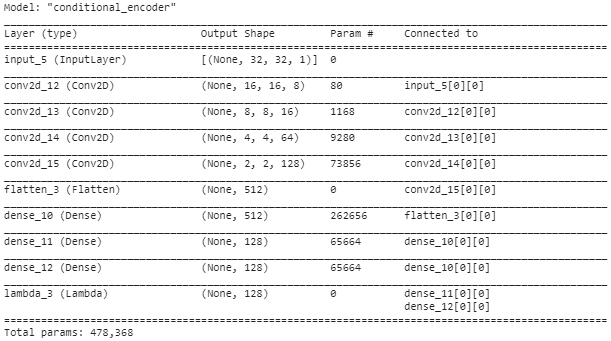 Model: "conditional_encoder"
Layer (type) Output Shape Param # Connected to
input_5 (InputLayer) [(None, 32, 32, 1)] 0
conv2d_12 (Conv2D) (None, 16, 16, 8) 80 input_5[0][0]
conv2d_13 (Conv2D) (None, 8, 8, 16) 1168 conv2d_12[0][0]
conv2d_14 (Conv2D) (None, 4, 4, 64) 9280 conv2d_13[0][0]
conv2d_15 (Conv2D) (None, 2, 2, 128) 73856 conv2d_14[0][0]
flatten_3 (Flatten) (None, 512) 0 conv2d_15[0][0]
dense_10 (Dense) (None, 512) 262656 flatten_3[0][0]
dense_11 (Dense) (None, 128) 65664 dense_10[0][0]
dense_12 (Dense) (None, 128) 65664 dense_10[0][0]
lambda_3 (Lambda) (None, 128) 0 dense_11[0][0]
dense_12[0][0]
Total params: 478,368